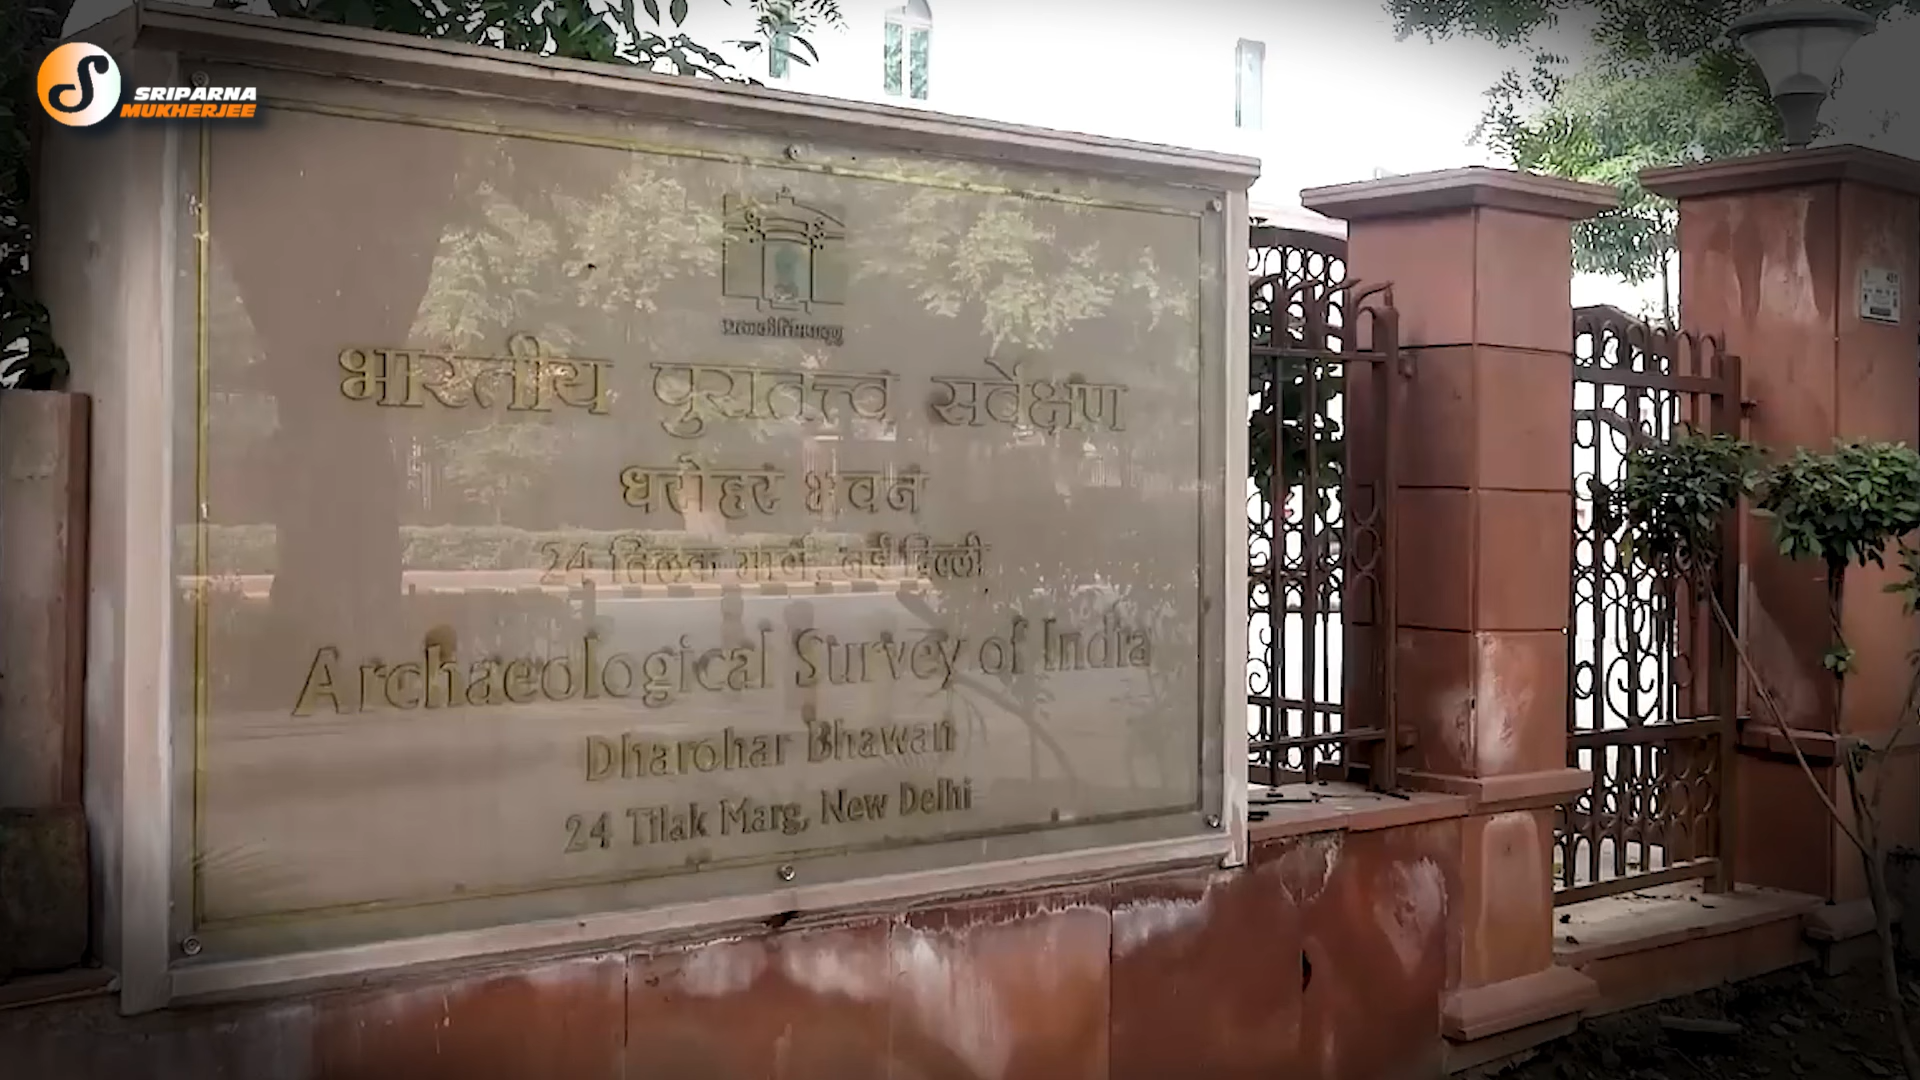 SRIPARNA
MUKHERJEE
भारतीय पुरातत्त्व सर्वेक्षण
धरोहर भवन
24 तिलक मार्ग, नई दिल्ली
Archaeological Survey of India
Dharohar Bhawan
24 Tilak Marg, New Delhi